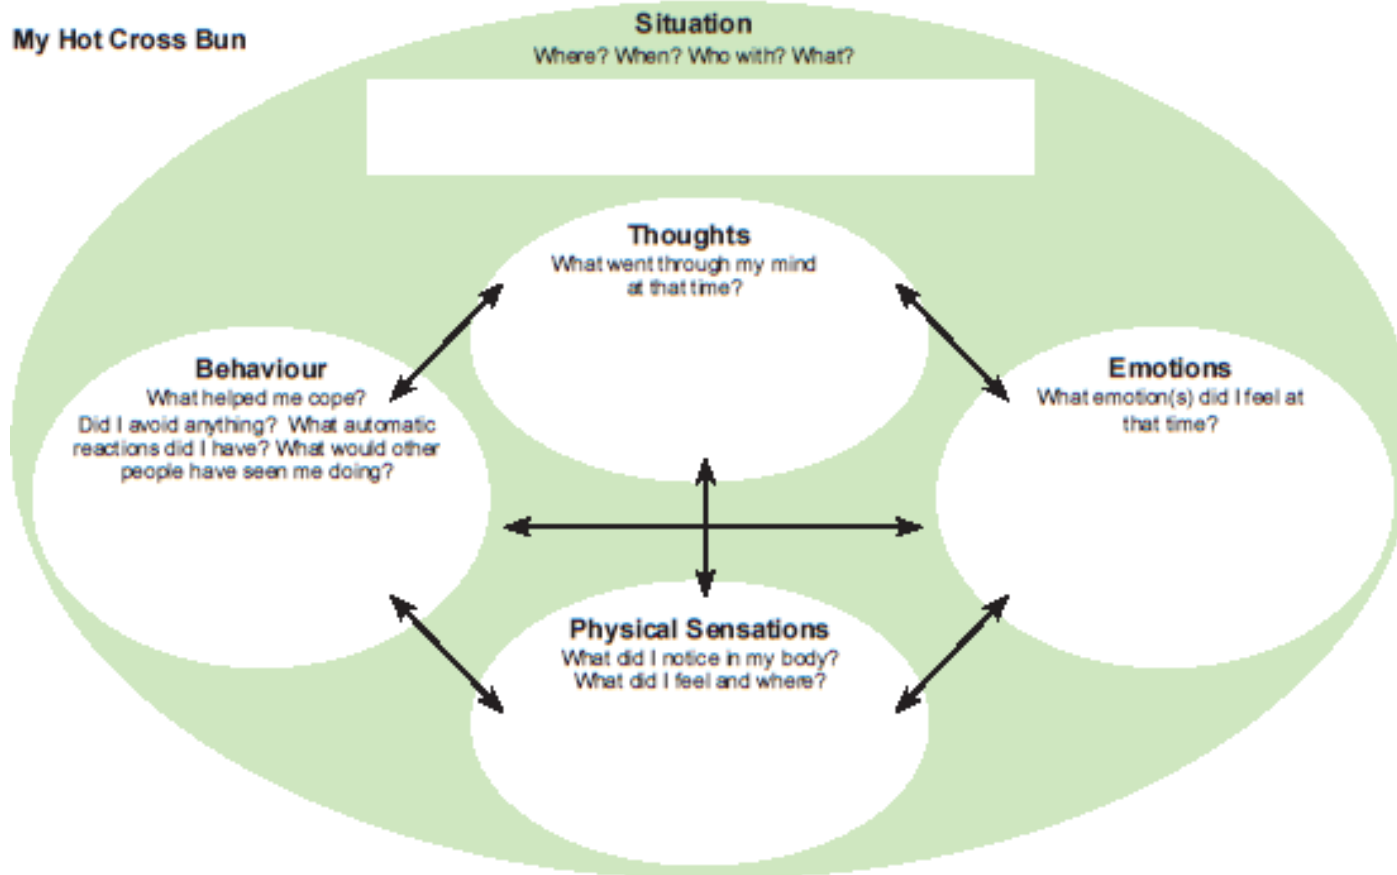 My Hot Cross Bun
Situation
Where? When? Who with? What?
Thoughts
What went through my mind
at that time?
Behaviour
What helped me cope?
Did I avoid anything? What automatic
reactions did I have? What would other
people have seen me doing?
Emotions
What emotion(s) did I feel at
that time?
Physical Sensations
What did I notice in my body?
What did I feel and where?